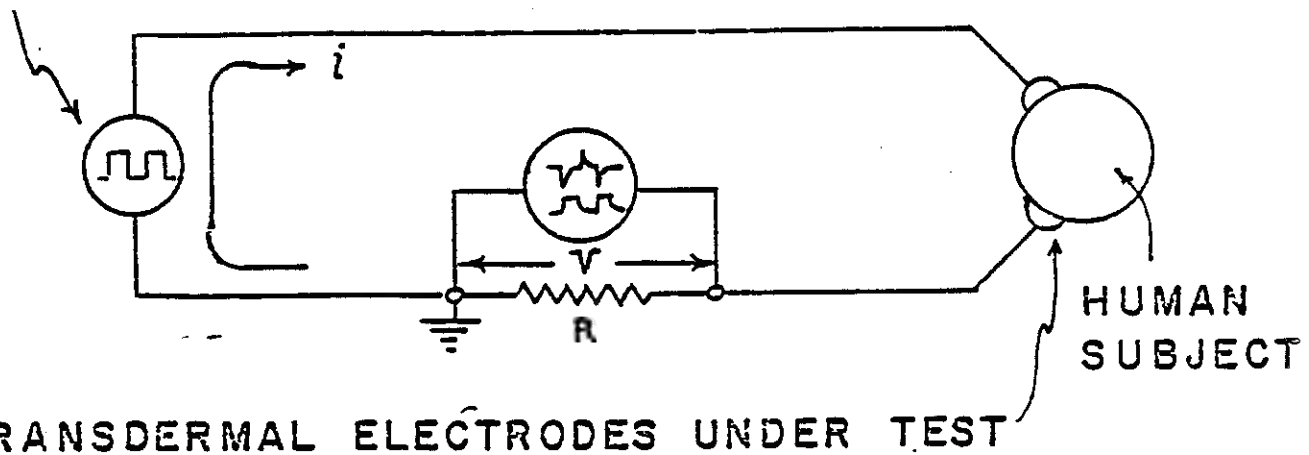 i
V
R
HUMAN
SUBJECT
RANSDERMAL ELECTRODES UNDER TEST